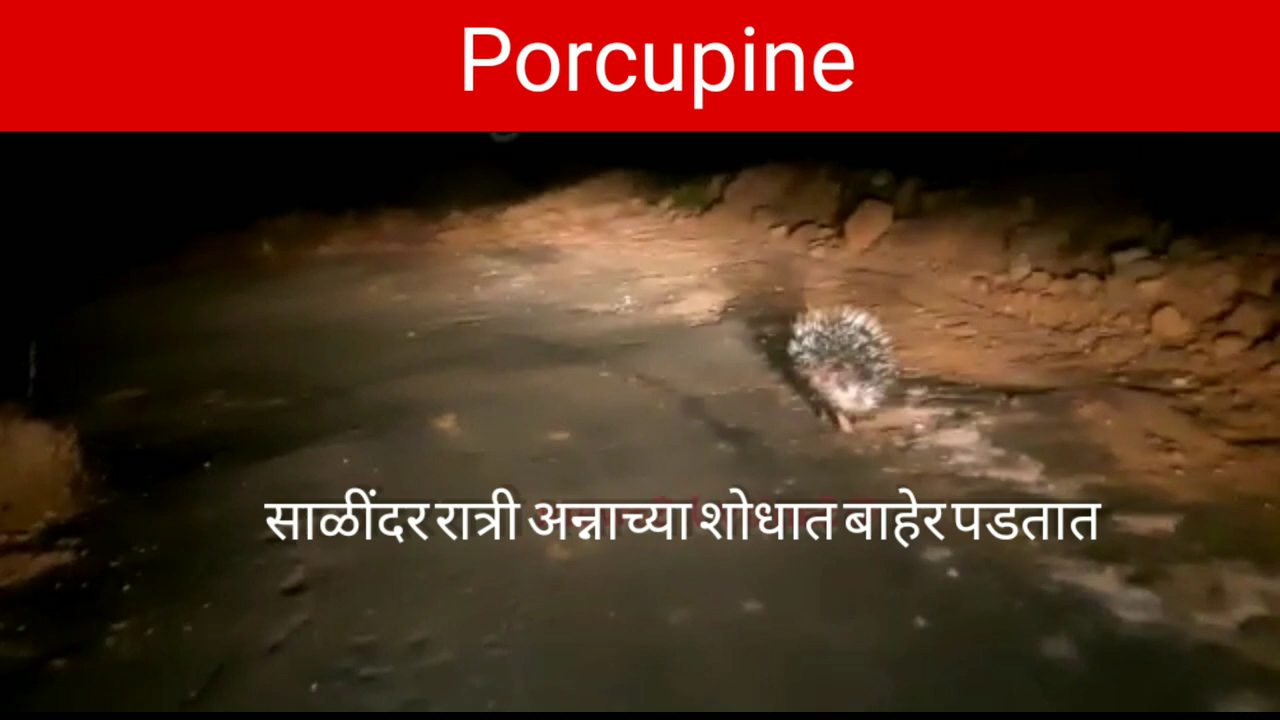 Porcupine
साळींदर रात्री अन्नाच्या शोधात बाहेर पडतात